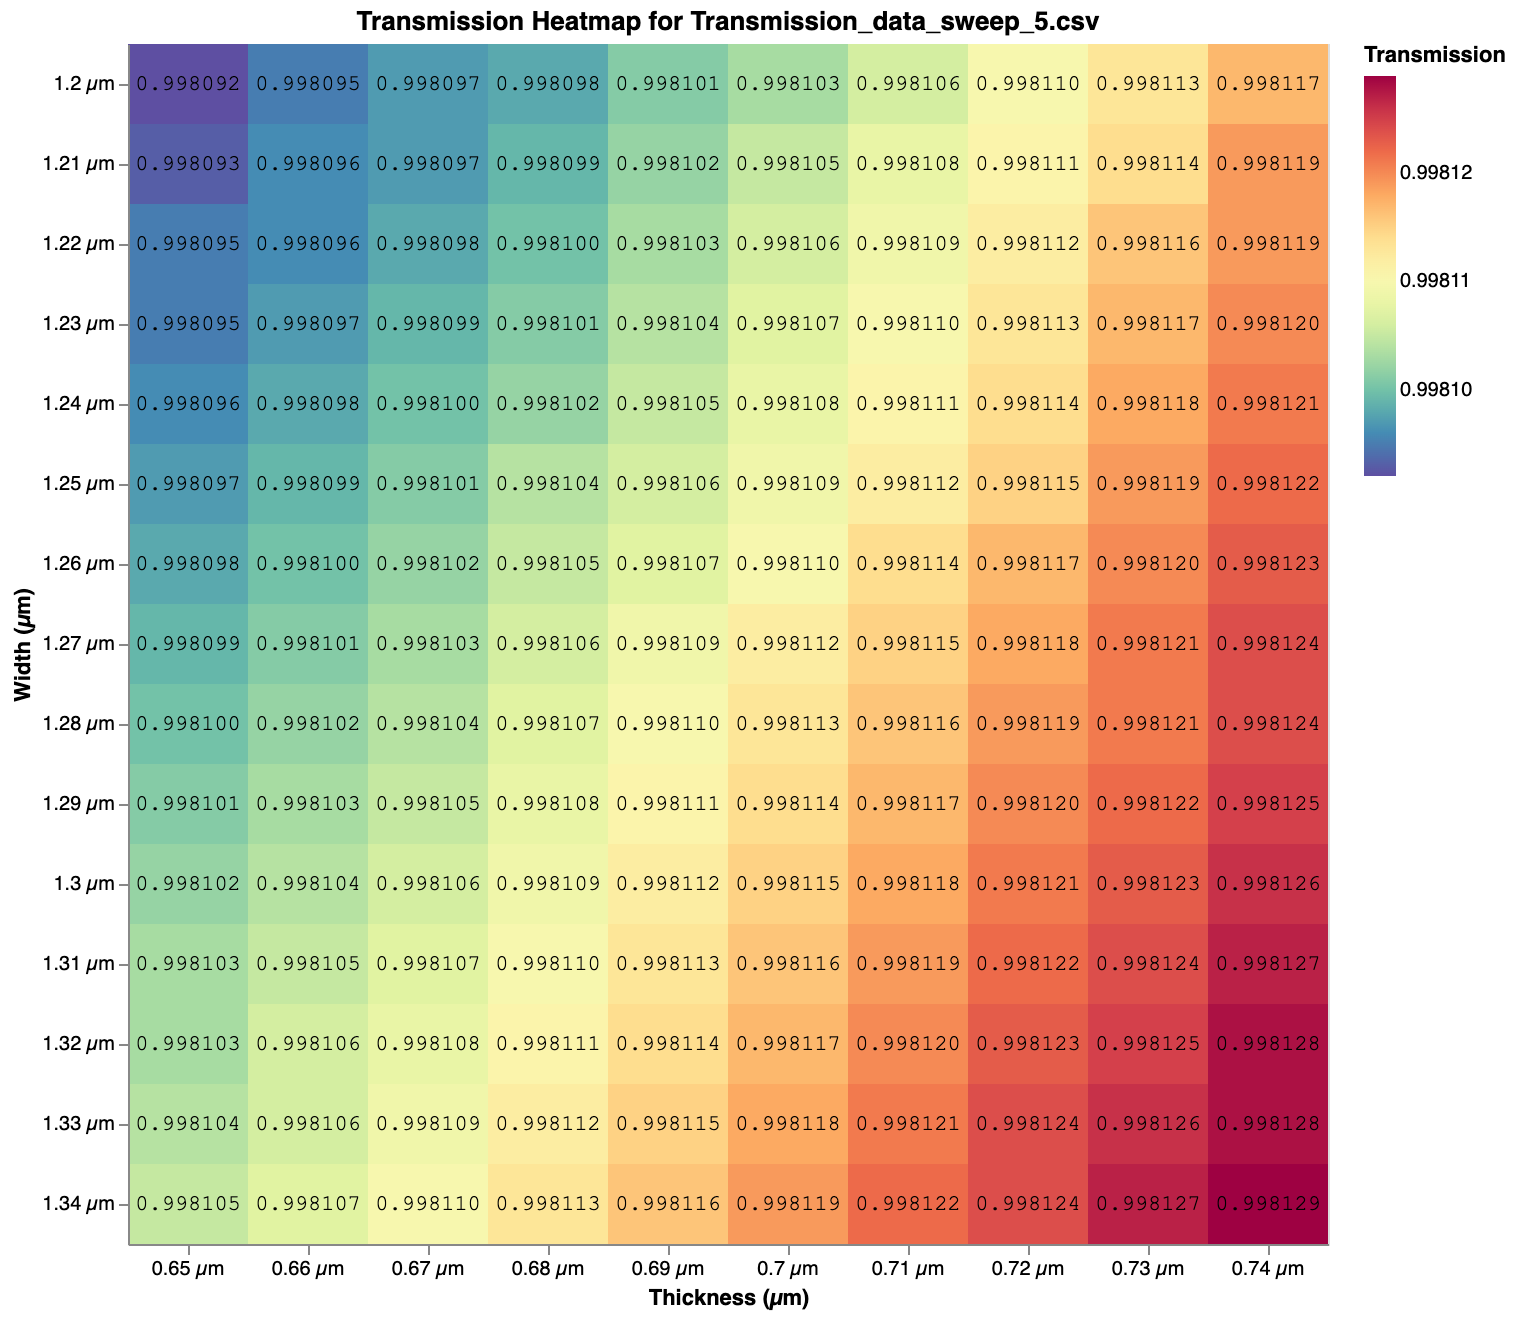 Transmission Heatmap for Transmission_data_sweep_5.csv
Transmission
0.99812
0.99811
0.99810
Width (µm)
1.2 µm 0.998092 0.998095 0.998097 0.998098 0.998101 0.998103 0.998106 0.998110 0.998113 0.998117
1.21 µm 0.998093 0.998096 0.998097 0.998099 0.998102 0.998105 0.998108 0.998111 0.998114 0.998119
1.22 µm 0.998095 0.998096 0.998098 0.998100 0.998103 0.998106 0.998109 0.998112 0.998116 0.998119
1.23 µm 0.998095 0.998097 0.998099 0.998101 0.998104 0.998107 0.998110 0.998113 0.998117 0.998120
1.24 µm 0.998096 0.998098 0.998100 0.998102 0.998105 0.998108 0.998111 0.998114 0.998118 0.998121
1.25 µm 0.998097 0.998099 0.998101 0.998104 0.998106 0.998109 0.998112 0.998115 0.998119 0.998122
1.26 µm 0.998098 0.998100 0.998102 0.998105 0.998107 0.998110 0.998114 0.998117 0.998120 0.998123
1.27 µm 0.998099 0.998101 0.998103 0.998106 0.998109 0.998112 0.998115 0.998118 0.998121 0.998124
1.28 µm 0.998100 0.998102 0.998104 0.998107 0.998110 0.998113 0.998116 0.998119 0.998121 0.998124
1.29 µm 0.998101 0.998103 0.998105 0.998108 0.998111 0.998114 0.998117 0.998120 0.998122 0.998125
1.3 µm 0.998102 0.998104 0.998106 0.998109 0.998112 0.998115 0.998118 0.998121 0.998123 0.998126
1.31 µm 0.998103 0.998105 0.998107 0.998110 0.998113 0.998116 0.998119 0.998122 0.998124 0.998127
1.32 µm 0.998103 0.998106 0.998108 0.998111 0.998114 0.998117 0.998120 0.998123 0.998125 0.998128
1.33 µm 0.998104 0.998106 0.998109 0.998112 0.998115 0.998118 0.998121 0.998124 0.998126 0.998128
1.34 µm 0.998105 0.998107 0.998110 0.998113 0.998116 0.998119 0.998122 0.998124 0.998127 0.998129
0.65 µm 0.66 µm 0.67 µm 0.68 µm 0.69 µm 0.7 µm 0.71 µm 0.72 µm 0.73 µm 0.74 µm
Thickness (µm)